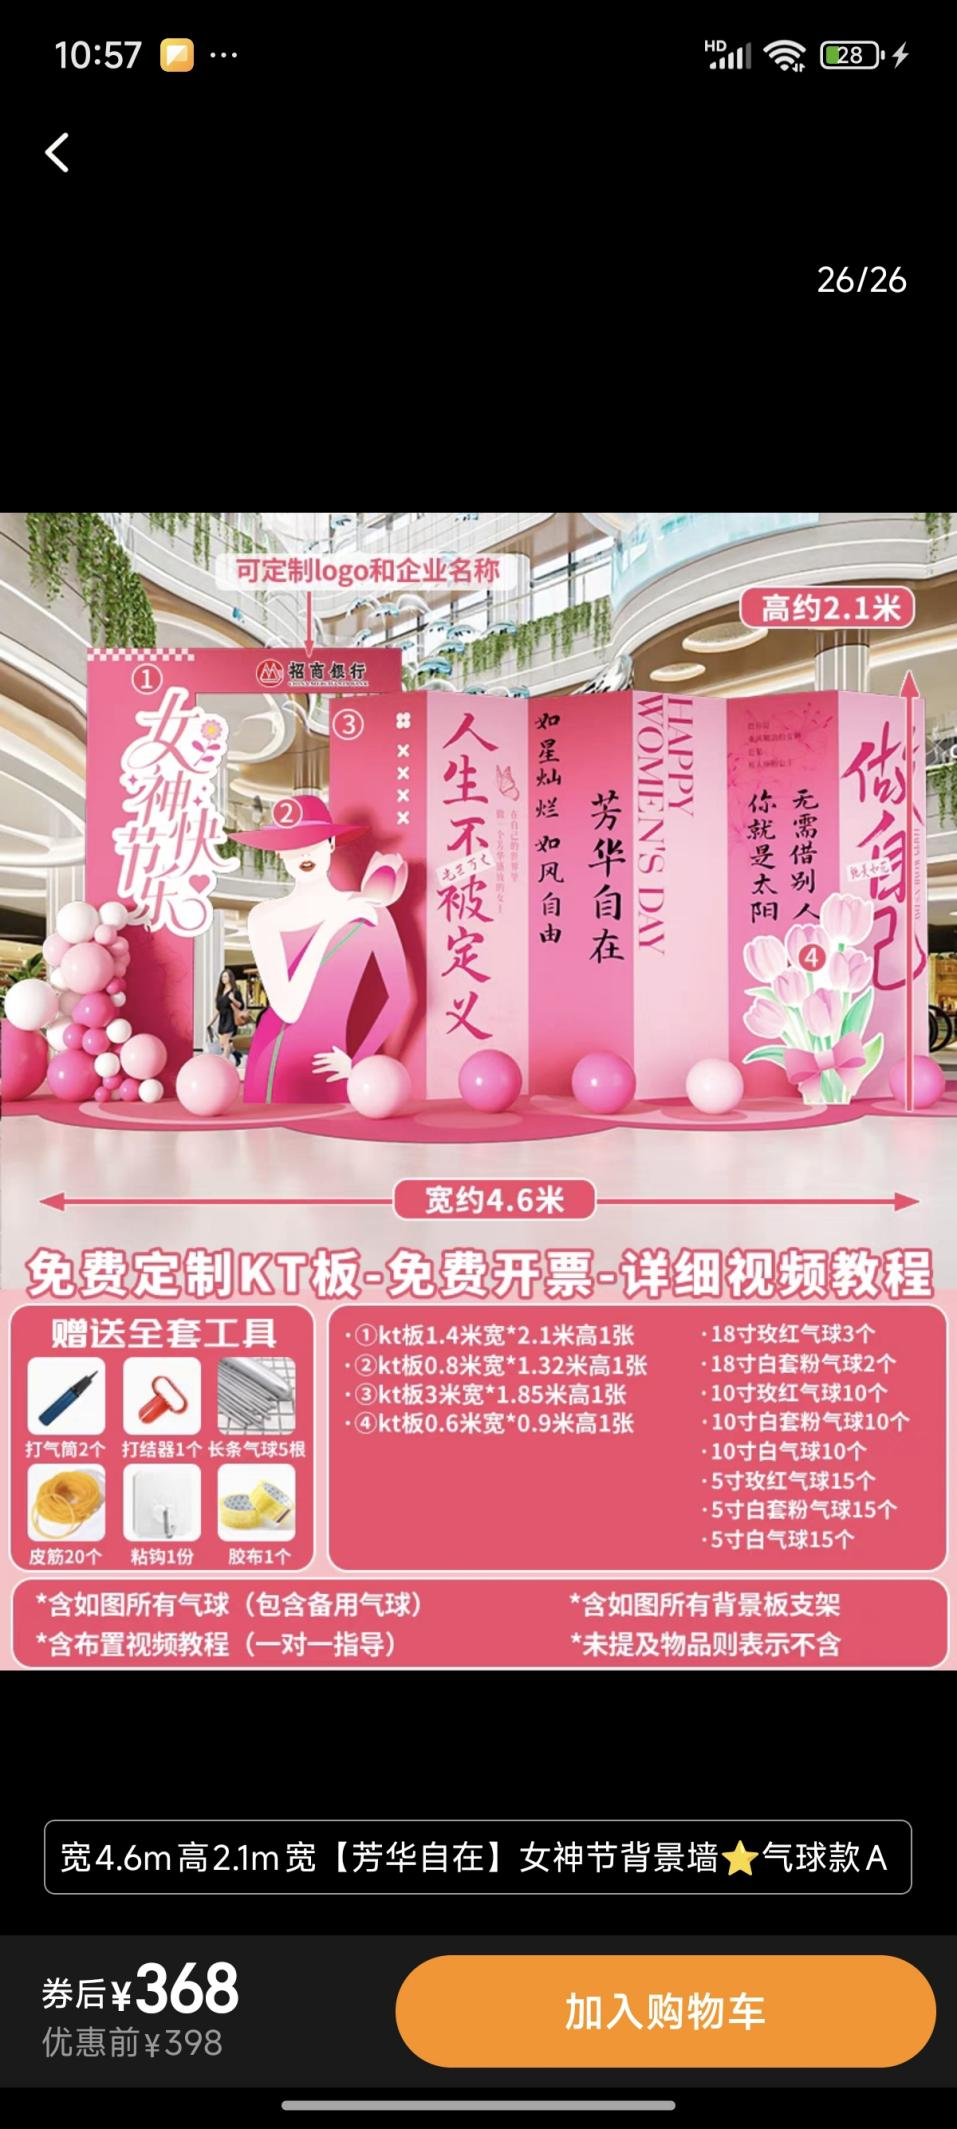 10:57
HD
28
26/26
可定制logo和企业名称
高约2.1米
①
招商银行
CHINA MERCHANTS BANK
女神节快乐
②
③
人生不被定义
如星灿烂 如风自由
芳华自在
HAPPY
WOMEN'S DAY
无需借别人
你就是太阳
做自己
④
宽约4.6米
免费定制KT板-免费开票-详细视频教程
赠送全套工具
打气筒2个 打结器1个 长条气球5根
皮筋20个 粘钩1份 胶布1个
·①kt板1.4米宽*2.1米高1张
·②kt板0.8米宽*1.32米高1张
·③kt板3米宽*1.85米高1张
·④kt板0.6米宽*0.9米高1张
·18寸玫红气球3个
·18寸白套粉气球2个
·10寸玫红气球10个
·10寸白套粉气球10个
·10寸白气球10个
·5寸玫红气球15个
·5寸白套粉气球15个
·5寸白气球15个
*含如图所有气球（包含备用气球）
*含如图所有背景板支架
*含布置视频教程（一对一指导）
*未提及物品则表示不含
宽4.6m高2.1m宽【芳华自在】女神节背景墙⭐气球款A
券后¥368
优惠前¥398
加入购物车